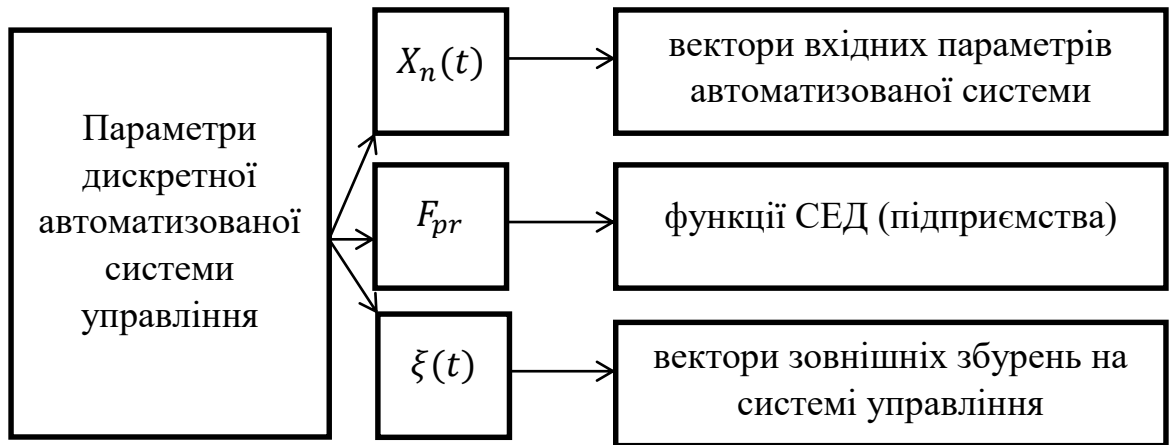 Параметри
дискретної
автоматизованої
системи
управління
X_n(t)
вектори вхідних параметрів
автоматизованої системи
F_pr
функції СЕД (підприємства)
ξ(t)
вектори зовнішніх збурень на
системі управління